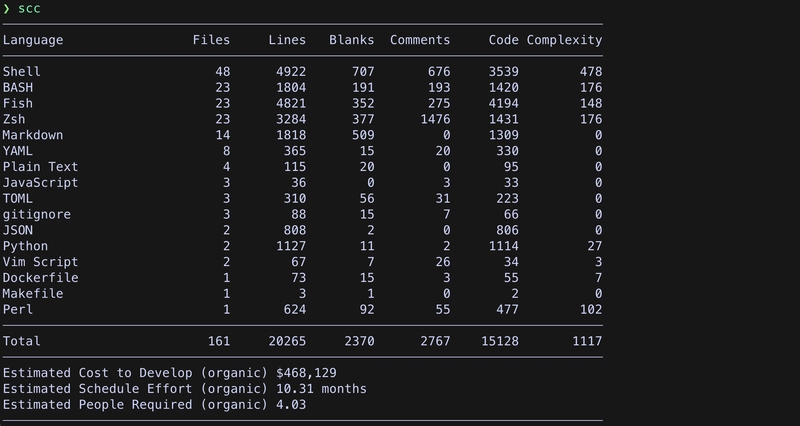 ❯ scc
Language Files Lines Blanks Comments Code Complexity
Shell 48 4922 707 676 3539 478
BASH 23 1804 191 193 1420 176
Fish 23 4821 352 275 4194 148
Zsh 23 3284 377 1476 1431 176
Markdown 14 1818 509 0 1309 0
YAML 8 365 15 20 330 0
Plain Text 4 115 20 0 95 0
JavaScript 3 36 0 3 33 0
TOML 3 310 56 31 223 0
gitignore 3 88 15 7 66 0
JSON 2 808 2 0 806 0
Python 2 1127 11 2 1114 27
Vim Script 2 67 7 26 34 3
Dockerfile 1 73 15 3 55 7
Makefile 1 3 1 0 2 0
Perl 1 624 92 55 477 102
Total 161 20265 2370 2767 15128 1117
Estimated Cost to Develop (organic) $468,129
Estimated Schedule Effort (organic) 10.31 months
Estimated People Required (organic) 4.03